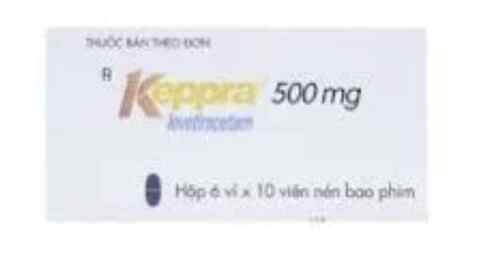 THUỐC BÁN THEO ĐƠN
R Keppra 500 mg
levetiracetam
Hộp 6 vỉ x 10 viên nén bao phim